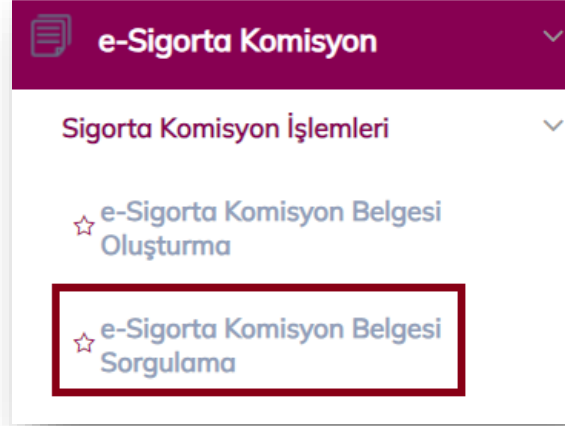 e-Sigorta Komisyon
Sigorta Komisyon İşlemleri
e-Sigorta Komisyon Belgesi
Oluşturma
e-Sigorta Komisyon Belgesi
Sorgulama